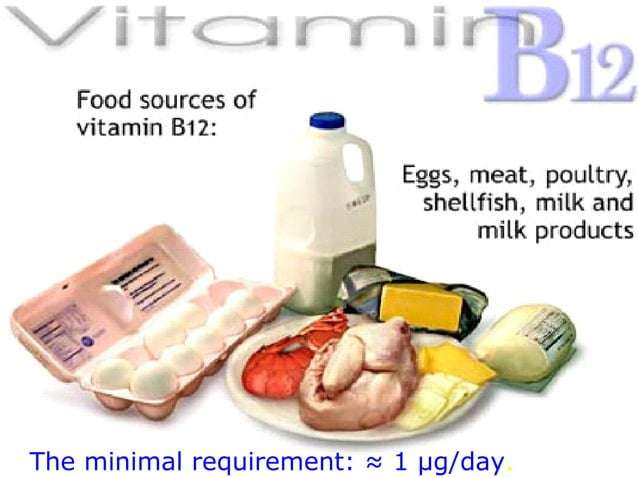 Vitamin B12
Food sources of
vitamin B12:
Eggs, meat, poultry,
shellfish, milk and
milk products
The minimal requirement: ≈ 1 µg/day.